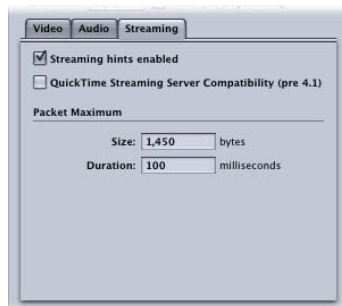 Video Audio Streaming
Streaming hints enabled
QuickTime Streaming Server Compatibility (pre 4.1)
Packet Maximum
Size: 1,450 bytes
Duration: 100 milliseconds